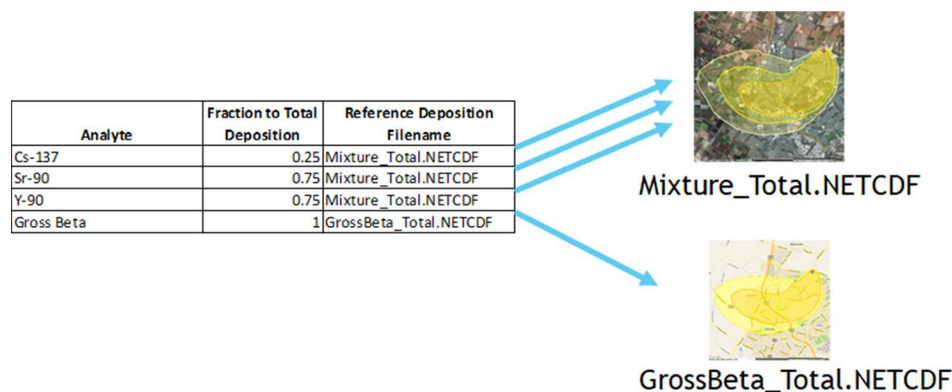 Analyte Fraction to Total Deposition Reference Deposition Filename
Cs-137 0.25 Mixture_Total.NETCDF
Sr-90 0.75 Mixture_Total.NETCDF
Y-90 0.75 Mixture_Total.NETCDF
Gross Beta 1 GrossBeta_Total.NETCDF
Mixture_Total.NETCDF
GrossBeta_Total.NETCDF